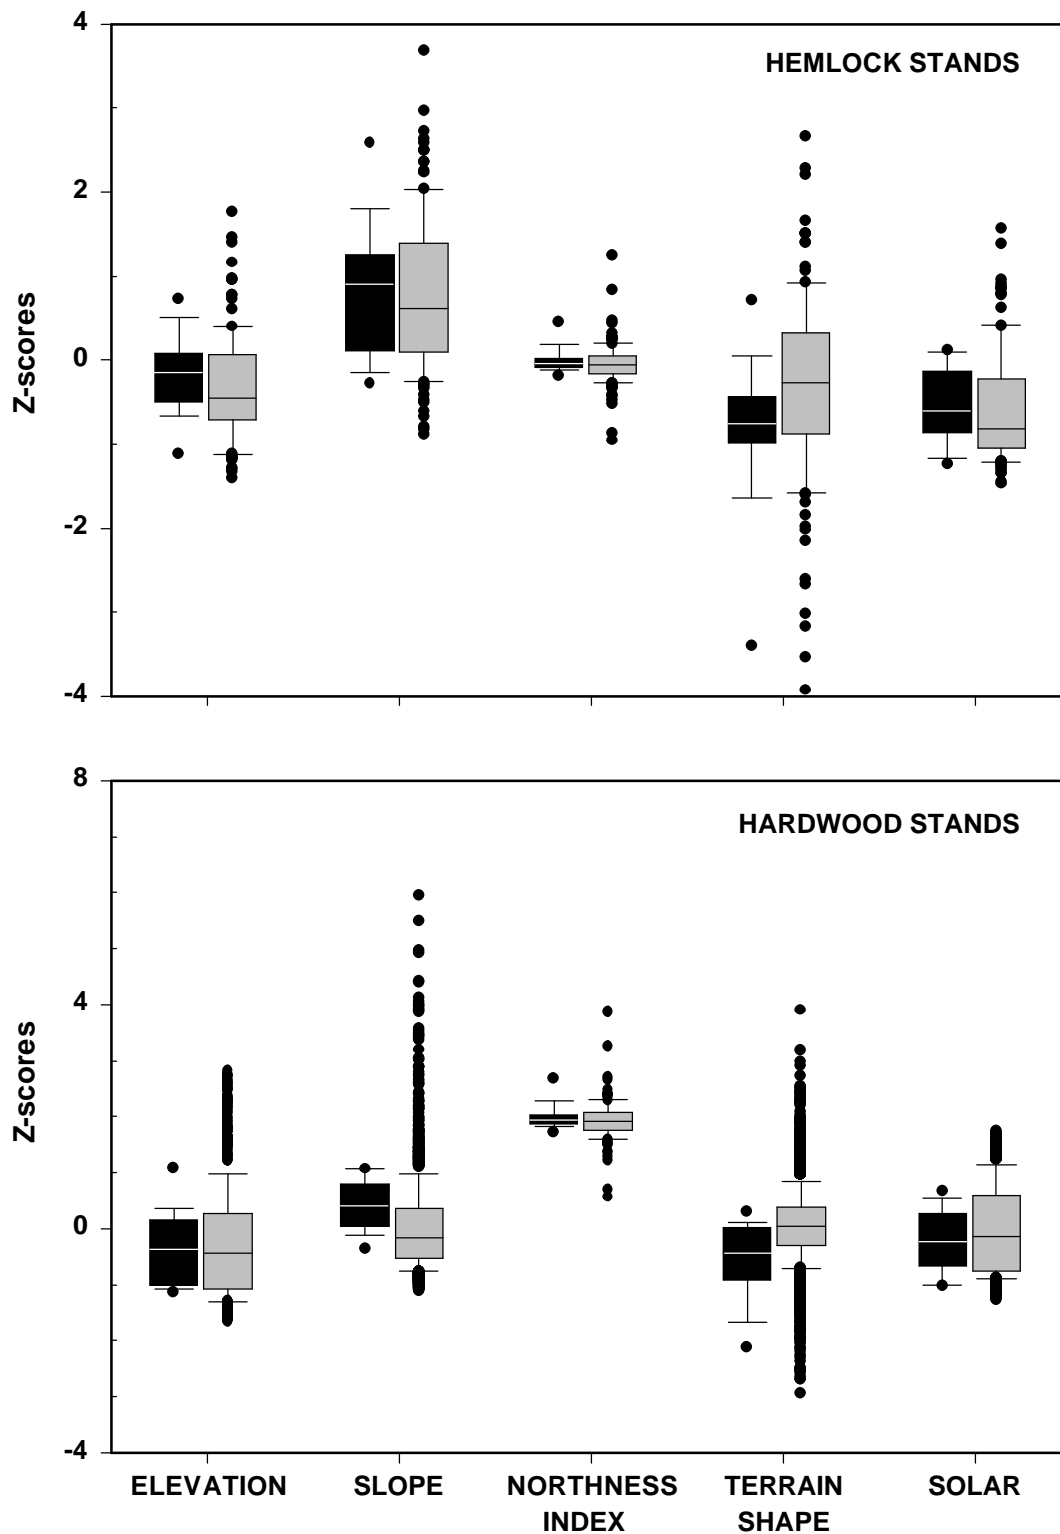 4
HEMLOCK STANDS
2
0
-2
-4
Z-scores
8
HARDWOOD STANDS
4
0
-4
Z-scores
ELEVATION
SLOPE
NORTHNESS
INDEX
TERRAIN
SHAPE
SOLAR